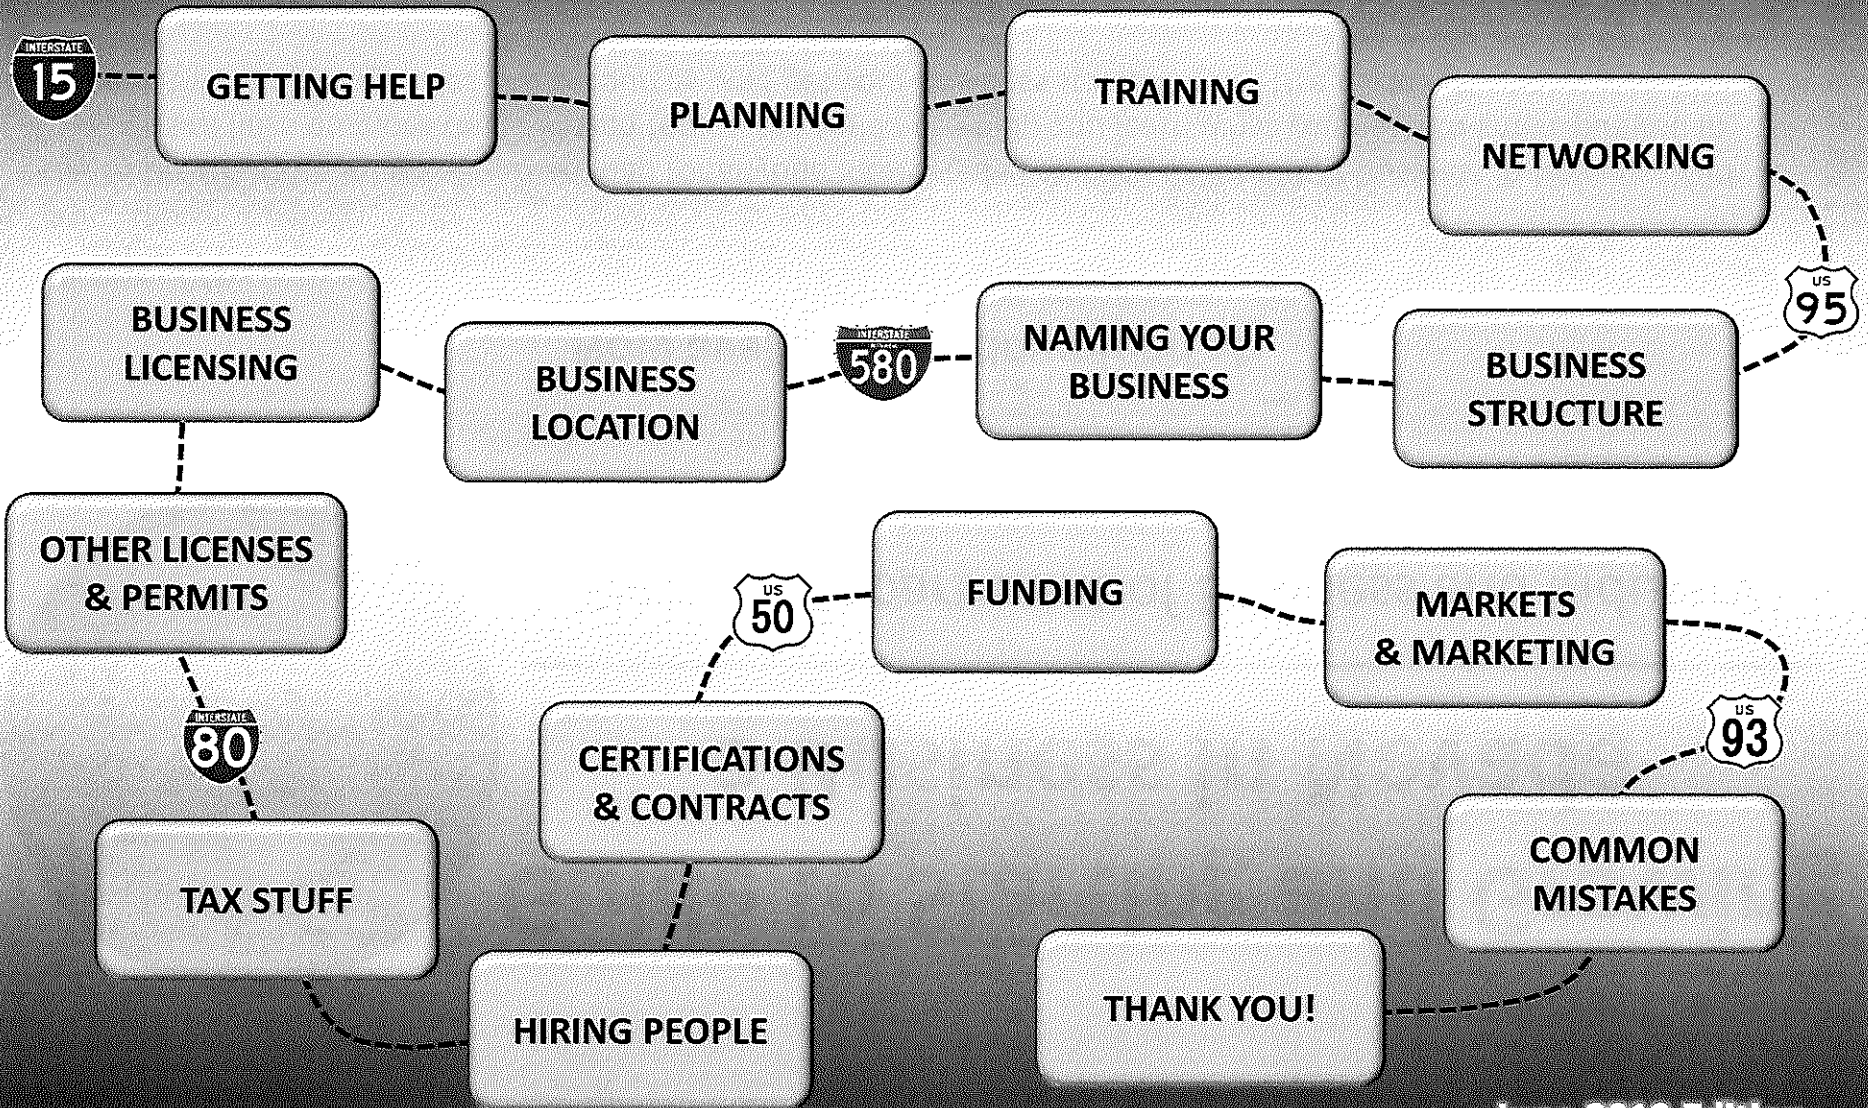 INTERSTATE
15
GETTING HELP
PLANNING
TRAINING
NETWORKING
US
95
BUSINESS
STRUCTURE
NAMING YOUR
BUSINESS
INTERSTATE
580
BUSINESS
LOCATION
BUSINESS
LICENSING
OTHER LICENSES
& PERMITS
INTERSTATE
80
TAX STUFF
HIRING PEOPLE
CERTIFICATIONS
& CONTRACTS
US
50
FUNDING
MARKETS
& MARKETING
US
93
COMMON
MISTAKES
THANK YOU!